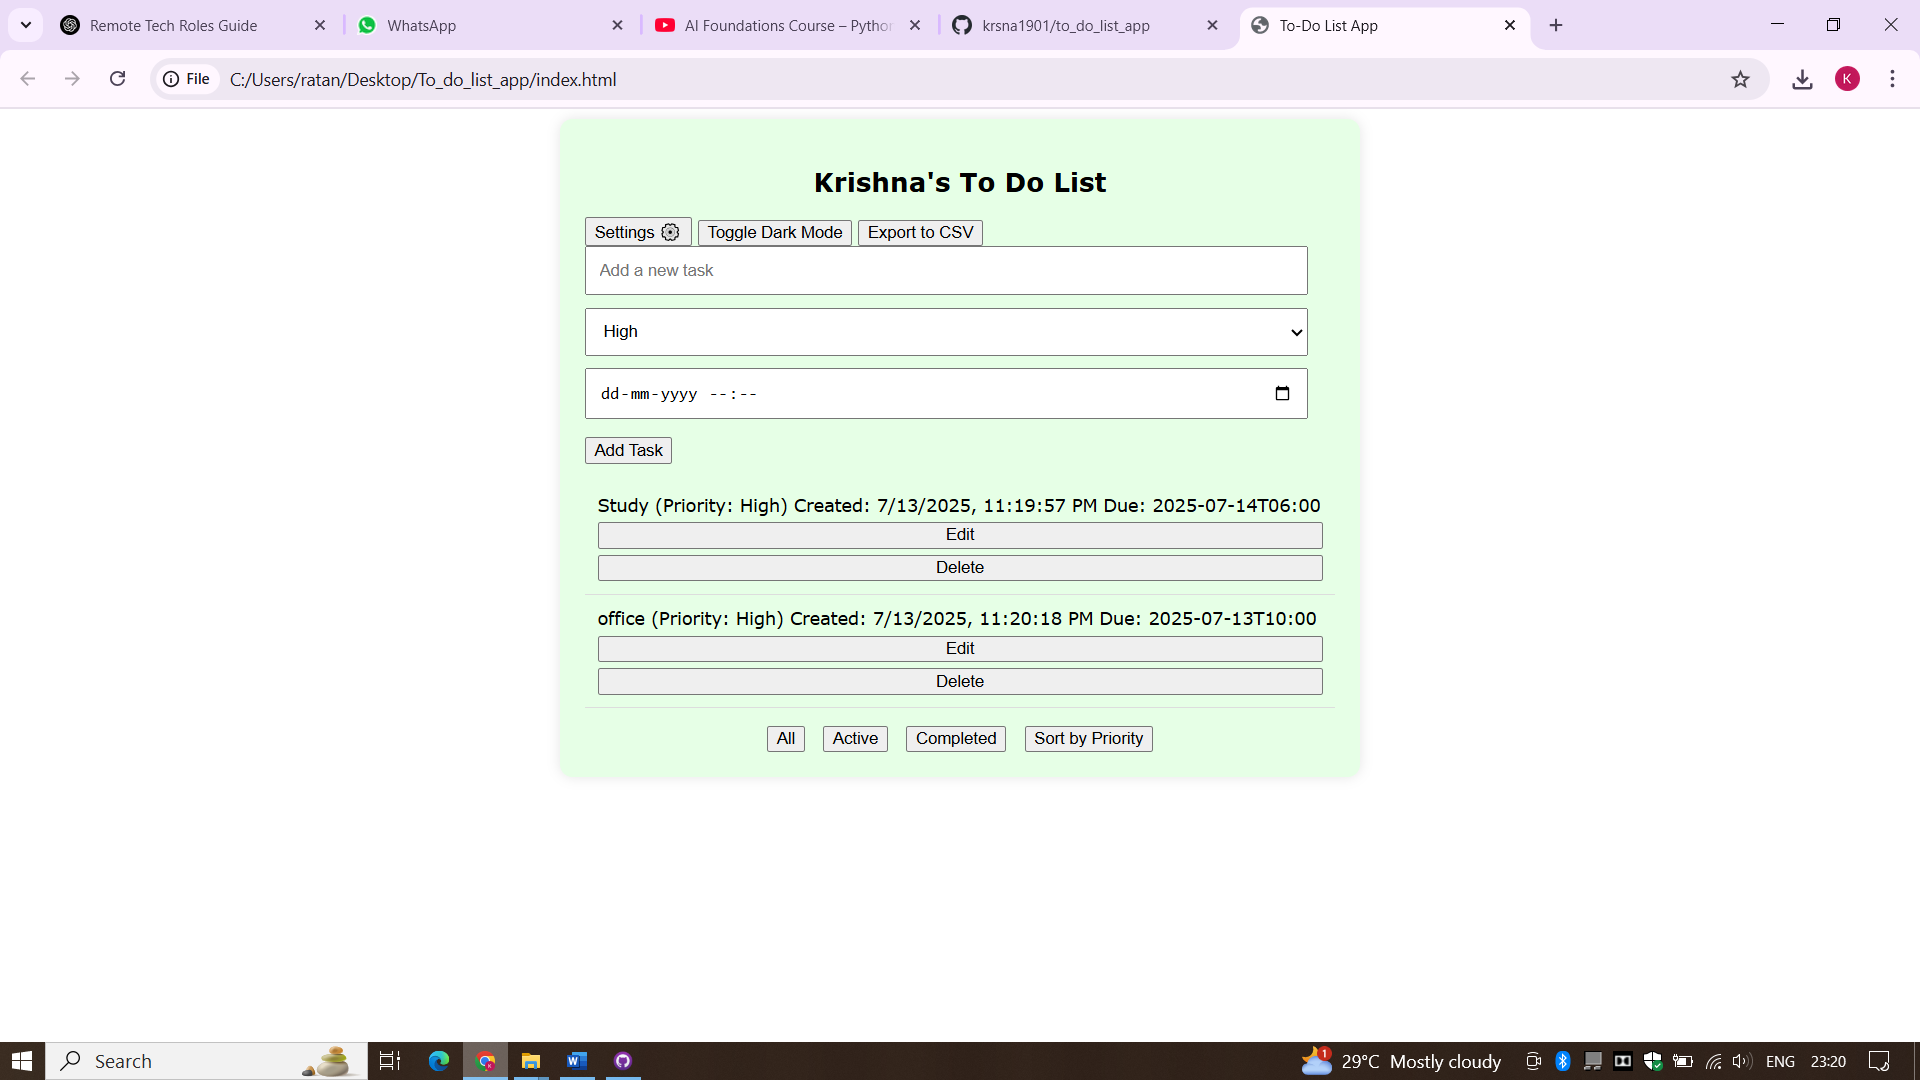 Remote Tech Roles Guide
WhatsApp
AI Foundations Course – Python
krsna1901/to_do_list_app
To-Do List App
File
C:/Users/ratan/Desktop/To_do_list_app/index.html
K
Krishna's To Do List
Settings
Toggle Dark Mode
Export to CSV
Add a new task
High
dd-mm-yyyy --:--
Add Task
Study (Priority: High) Created: 7/13/2025, 11:19:57 PM Due: 2025-07-14T06:00
Edit
Delete
office (Priority: High) Created: 7/13/2025, 11:20:18 PM Due: 2025-07-13T10:00
Edit
Delete
All
Active
Completed
Sort by Priority
Search
1
29°C Mostly cloudy
ENG
23:20